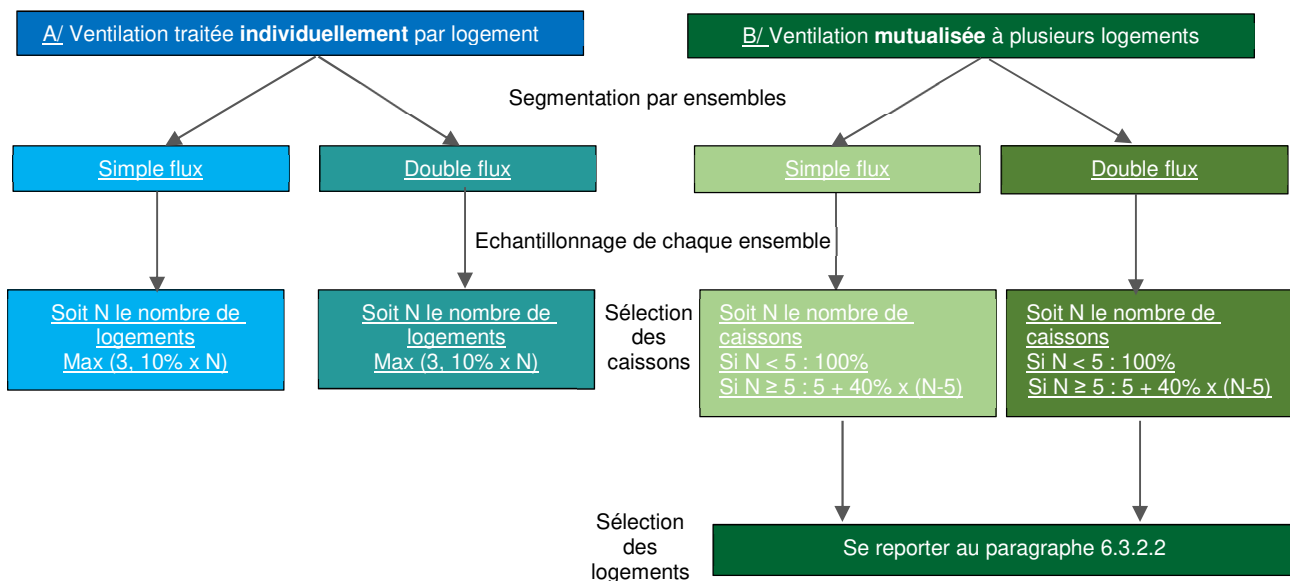 A/ Ventilation traitée individuellement par logement
B/ Ventilation mutualisée à plusieurs logements
Segmentation par ensembles
Simple flux
Double flux
Simple flux
Double flux
Echantillonnage de chaque ensemble
Soit N le nombre de
logements
Max (3, 10% x N)
Soit N le nombre de
logements
Max (3, 10% x N)
Sélection
des
caissons
Soit N le nombre de
caissons
Si N < 5 : 100%
Si N ≥ 5 : 5 + 40% x (N-5)
Soit N le nombre de
caissons
Si N < 5 : 100%
Si N ≥ 5 : 5 + 40% x (N-5)
Sélection
des
logements
Se reporter au paragraphe 6.3.2.2